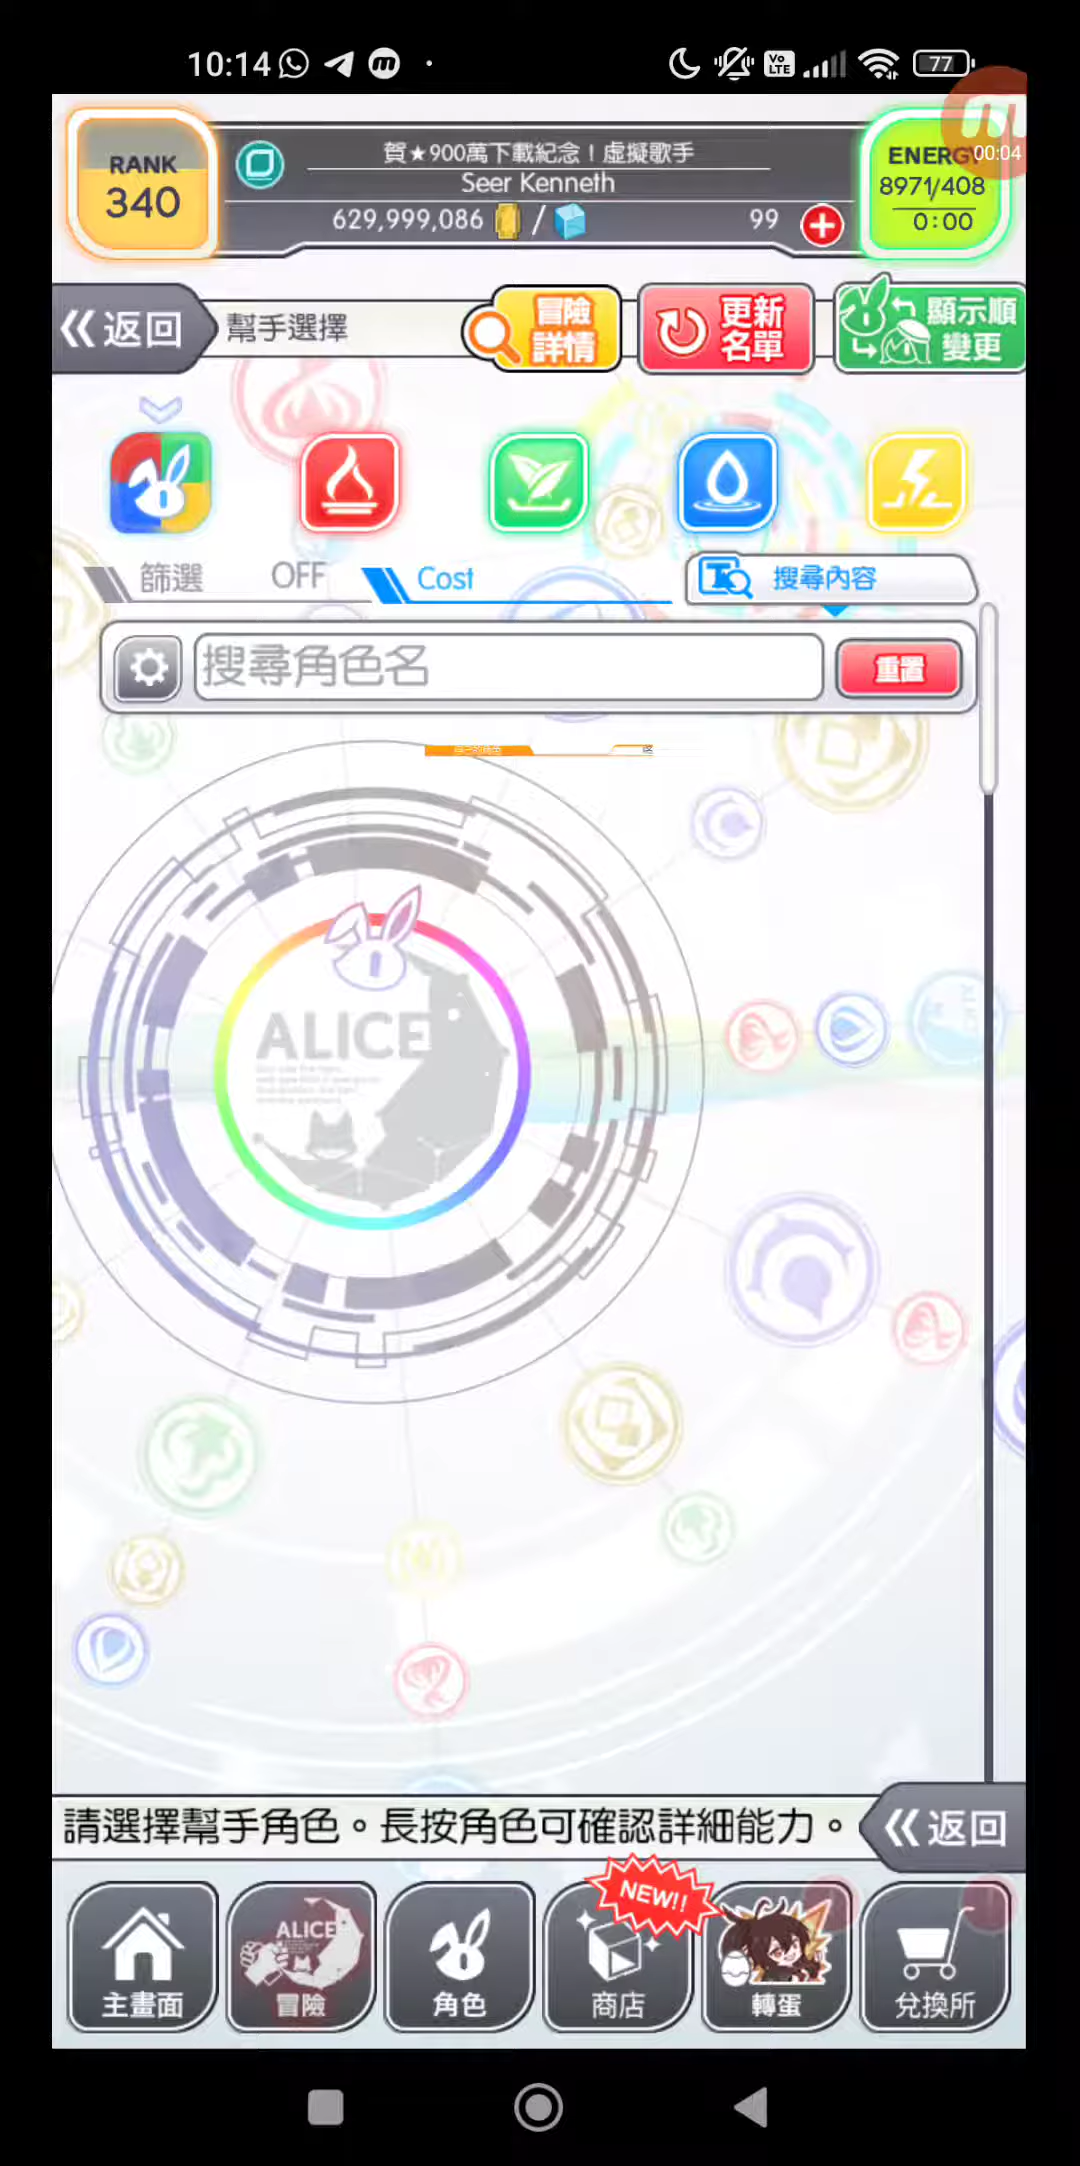 10:14
Vo LTE
77
00:04
RANK
340
賀★900萬下載紀念！虛擬歌手
Seer Kenneth
629,999,086 / 99
ENERGY
8971/408
0:00
返回
幫手選擇
冒險詳情
更新名單
顯示順變更
篩選 OFF
Cost
搜尋內容
搜尋角色名
重置
ALICE
請選擇幫手角色。長按角色可確認詳細能力。
返回
NEW!!
ALICE
主畫面
冒險
角色
商店
轉蛋
兌換所